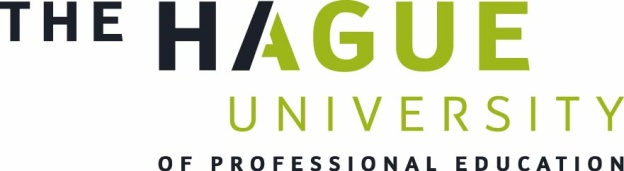 THE HAGUE
UNIVERSITY
OF PROFESSIONAL EDUCATION